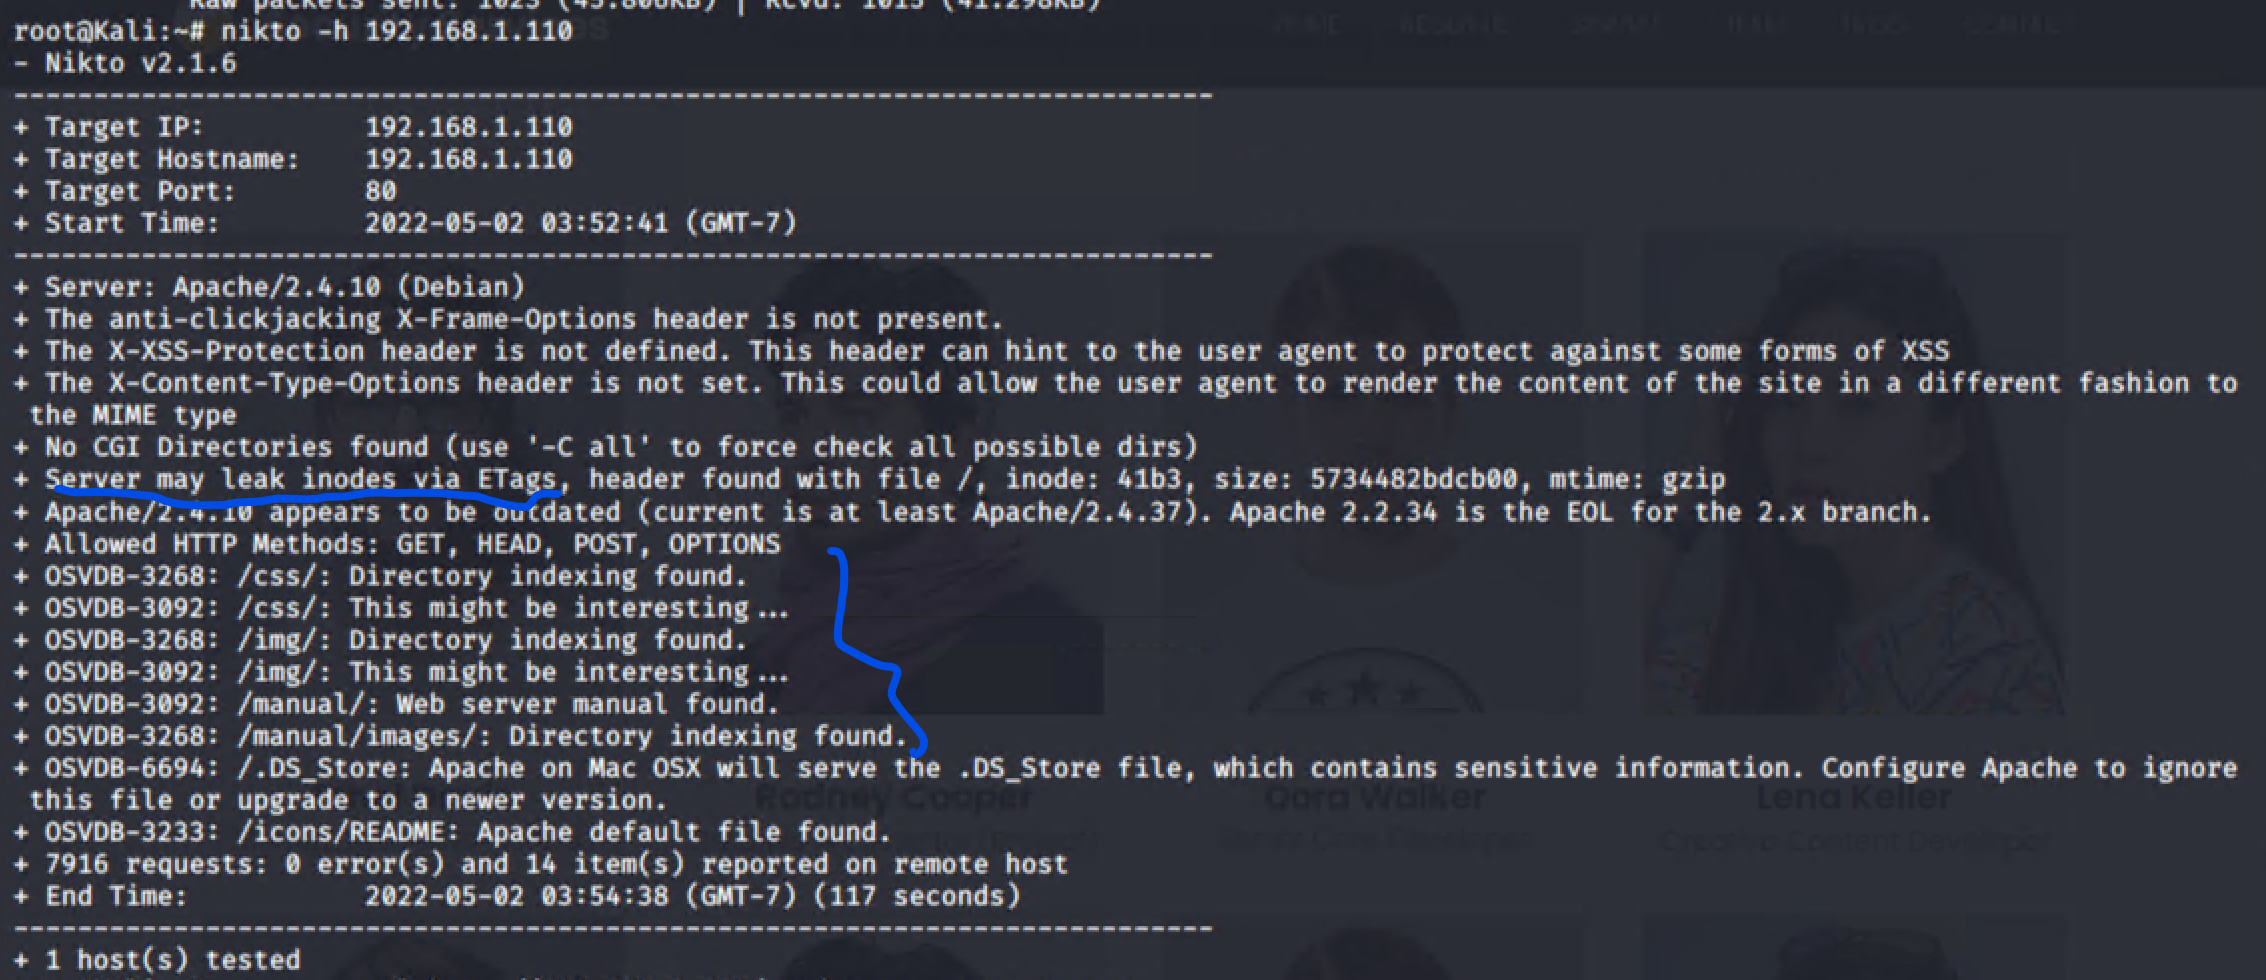 Raw packets sent: 1023 (45.806KB) | Rcvd: 1015 (41.298KB)
root@Kali:~# nikto -h 192.168.1.110
- Nikto v2.1.6
---------------------------------------------------------------------------
+ Target IP:          192.168.1.110
+ Target Hostname:    192.168.1.110
+ Target Port:        80
+ Start Time:         2022-05-02 03:52:41 (GMT-7)
---------------------------------------------------------------------------
+ Server: Apache/2.4.10 (Debian)
+ The anti-clickjacking X-Frame-Options header is not present.
+ The X-XSS-Protection header is not defined. This header can hint to the user agent to protect against some forms of XSS
+ The X-Content-Type-Options header is not set. This could allow the user agent to render the content of the site in a different fashion to
the MIME type
+ No CGI Directories found (use '-C all' to force check all possible dirs)
+ Server may leak inodes via ETags, header found with file /, inode: 41b3, size: 5734482bdcb00, mtime: gzip
+ Apache/2.4.10 appears to be outdated (current is at least Apache/2.4.37). Apache 2.2.34 is the EOL for the 2.x branch.
+ Allowed HTTP Methods: GET, HEAD, POST, OPTIONS
+ OSVDB-3268: /css/: Directory indexing found.
+ OSVDB-3092: /css/: This might be interesting...
+ OSVDB-3268: /img/: Directory indexing found.
+ OSVDB-3092: /img/: This might be interesting...
+ OSVDB-3092: /manual/: Web server manual found.
+ OSVDB-3268: /manual/images/: Directory indexing found.
+ OSVDB-6694: /.DS_Store: Apache on Mac OSX will serve the .DS_Store file, which contains sensitive information. Configure Apache to ignore
this file or upgrade to a newer version.
Rodney Cooper
Dora Walker
Lena Keller
+ OSVDB-3233: /icons/README: Apache default file found.
Creative Content Developer
+ 7916 requests: 0 error(s) and 14 item(s) reported on remote host
+ End Time:           2022-05-02 03:54:38 (GMT-7) (117 seconds)
---------------------------------------------------------------------------
+ 1 host(s) tested